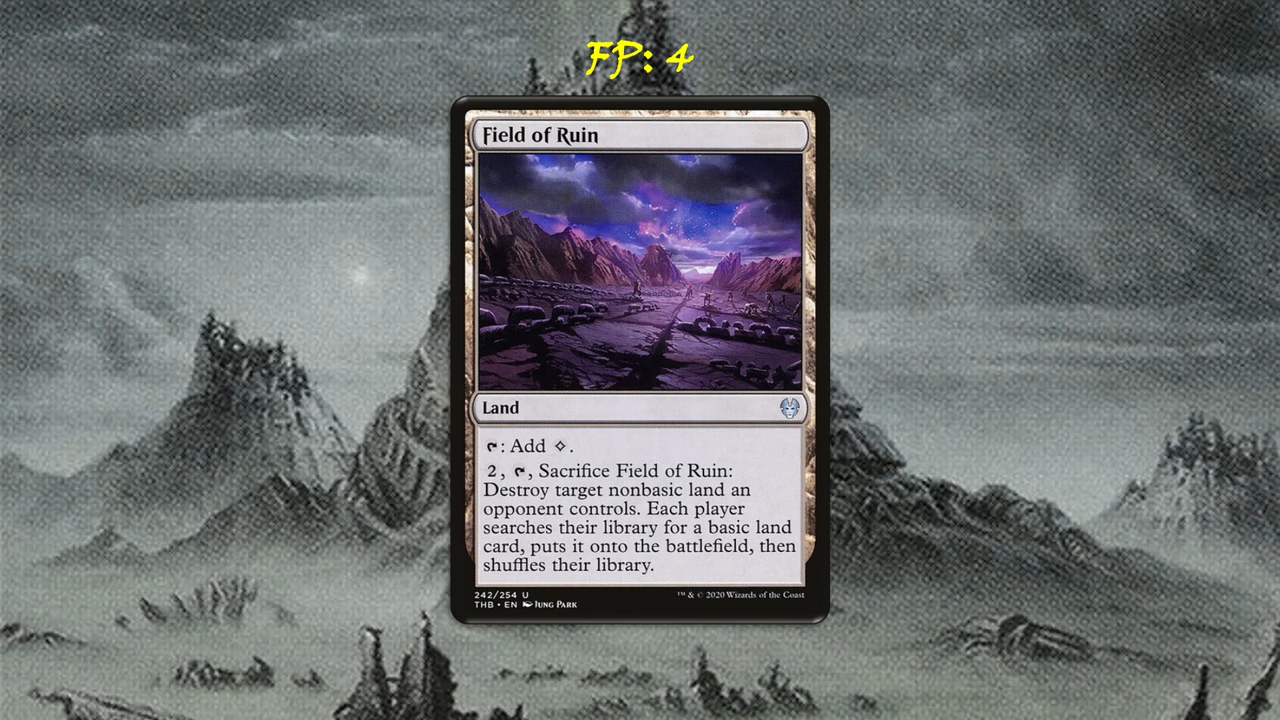 FP: 4
Field of Ruin
Land
: Add .
2, , Sacrifice Field of Ruin:
Destroy target nonbasic land an
opponent controls. Each player
searches their library for a basic land
card, puts it onto the battlefield, then
shuffles their library.
242/254 U
THB • EN JUNG PARK
™ & © 2020 Wizards of the Coast